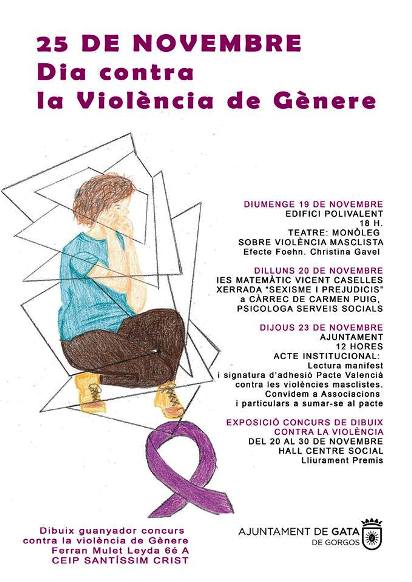 25 DE NOVEMBRE
Dia contra
la Violència de Gènere
DIUMENGE 19 DE NOVEMBRE
EDIFICI POLIVALENT
18 H.
TEATRE: MONÒLEG
SOBRE VIOLÈNCIA MASCLISTA
Efecte Foehn. Christina Gavel
DILLUNS 20 DE NOVEMBRE
IES MATEMÀTIC VICENT CASELLES
XERRADA "SEXISME I PREJUDICIS"
a CÀRREC DE CARMEN PUIG,
PSICOLOGA SERVEIS SOCIALS
DIJOUS 23 DE NOVEMBRE
AJUNTAMENT
12 HORES
ACTE INSTITUCIONAL:
Lectura manifest
i signatura d'adhesió Pacte Valencià
contra les violències masclistes.
Convidem a Associacions
i particulars a sumar-se al pacte
EXPOSICIÓ CONCURS DE DIBUIX
CONTRA LA VIOLÈNCIA
DEL 20 AL 30 DE NOVEMBRE
HALL CENTRE SOCIAL
Lliurament Premis
Dibuix guanyador concurs
contra la violència de Gènere
Ferran Mulet Leyda 6é A
CEIP SANTÍSSIM CRIST
AJUNTAMENT DE GATA
DE GORGOS